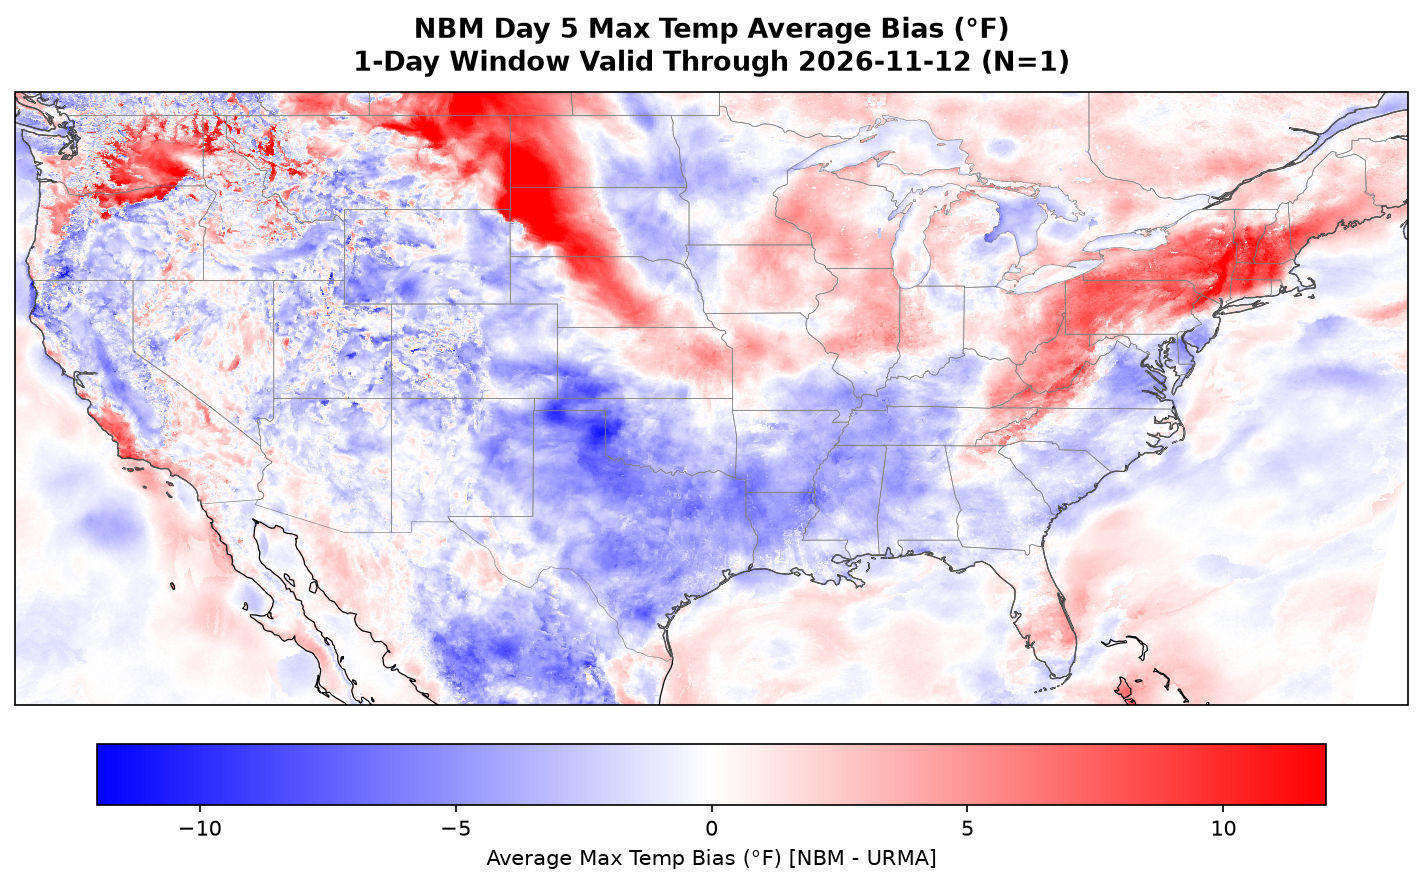 NBM Day 5 Max Temp Average Bias (°F)
1-Day Window Valid Through 2026-11-12 (N=1)
−10 −5 0 5 10
Average Max Temp Bias (°F) [NBM - URMA]